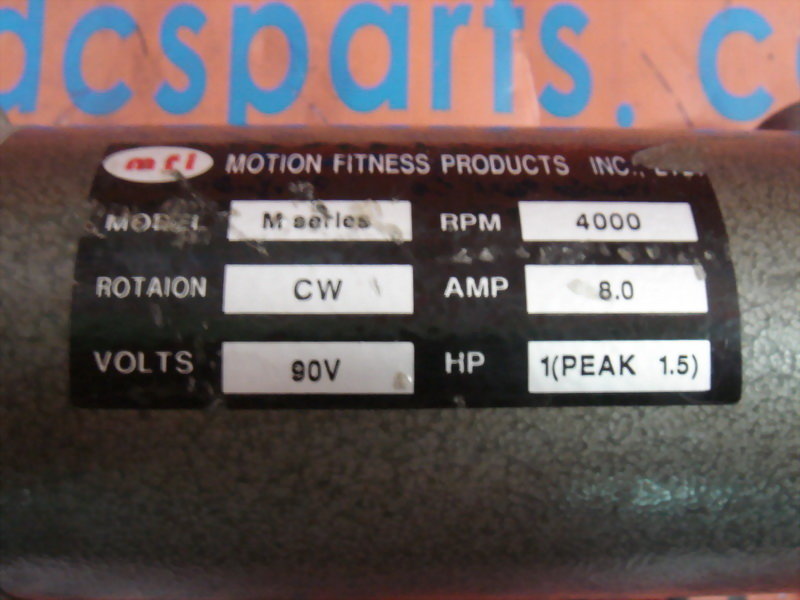 dcsparts. c
mfi MOTION FITNESS PRODUCTS INC., LTD.
MODEL M series RPM 4000
ROTAION CW AMP 8.0
VOLTS 90V HP 1(PEAK 1.5)